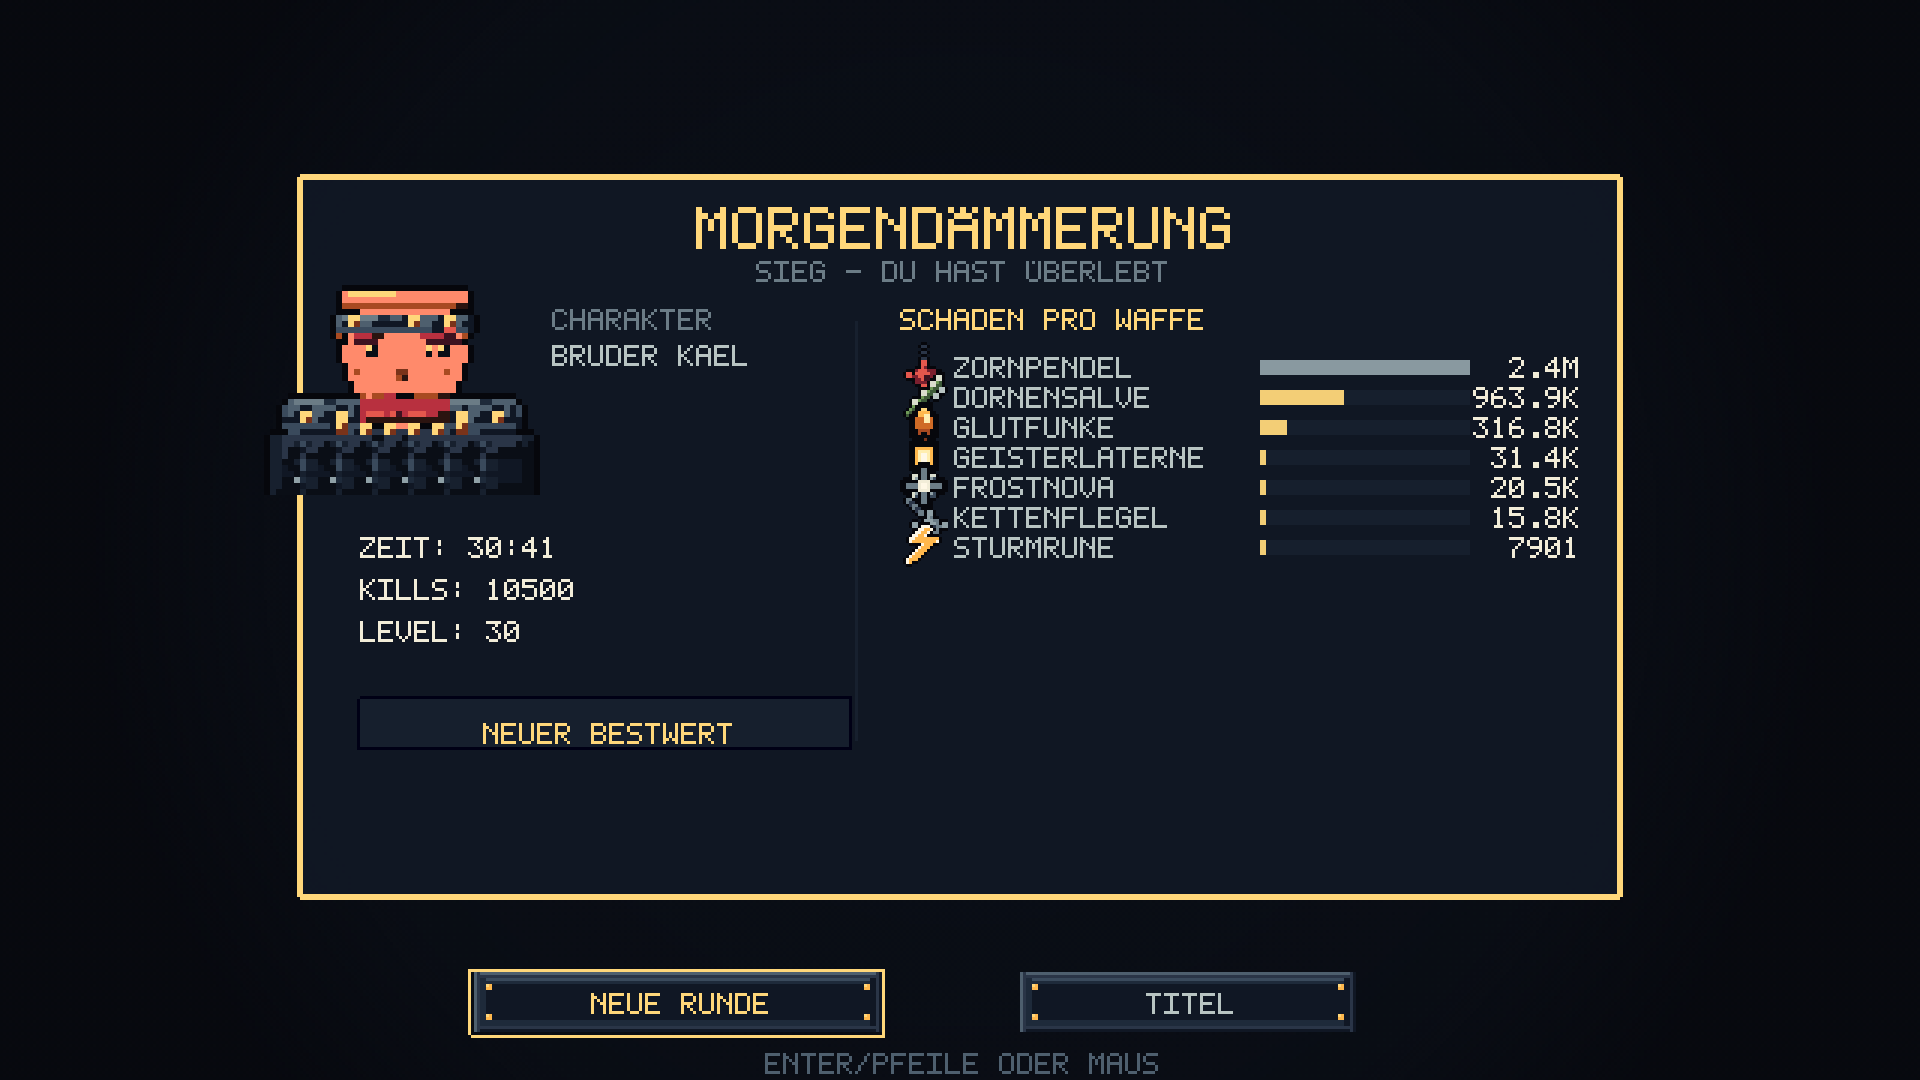 MORGENDÄMMERUNG
SIEG - DU HAST ÜBERLEBT
CHARAKTER
BRUDER KAEL
ZEIT: 30:41
KILLS: 10500
LEVEL: 30
NEUER BESTWERT
SCHADEN PRO WAFFE
ZORNPENDEL 2.4M
DORNENSALVE 963.9K
GLUTFUNKE 316.8K
GEISTERLATERNE 31.4K
FROSTNOVA 20.5K
KETTENFLEGEL 15.8K
STURMRUNE 7901
NEUE RUNDE
TITEL
ENTER/PFEILE ODER MAUS